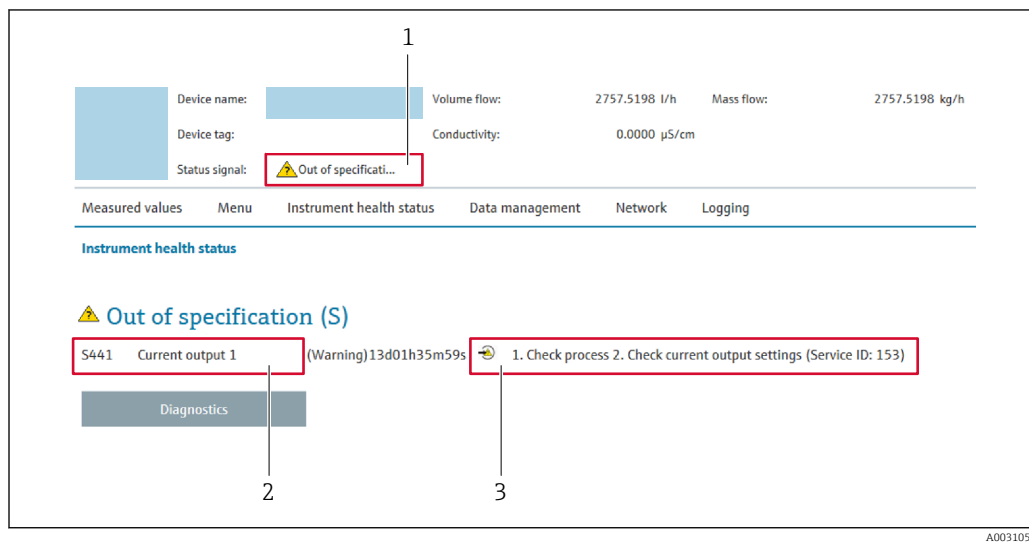 1
Device name: Volume flow: 2757.5198 l/h Mass flow: 2757.5198 kg/h
Device tag: Conductivity: 0.0000 µS/cm
Status signal: Out of specificati...
Measured values Menu Instrument health status Data management Network Logging
Instrument health status
Out of specification (S)
S441 Current output 1 (Warning)13d01h35m59s 1. Check process 2. Check current output settings (Service ID: 153)
Diagnostics
2 3
A003105